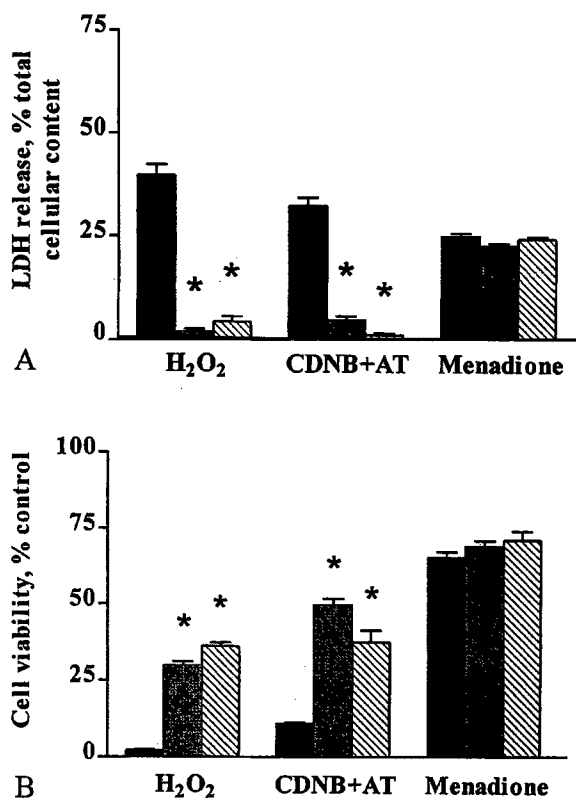 75
50
25
0
LDH release, % total
cellular content
* * * *
A
H₂O₂ CDNB+AT Menadione
100
75
50
25
0
Cell viability, % control
* * * *
B
H₂O₂ CDNB+AT Menadione